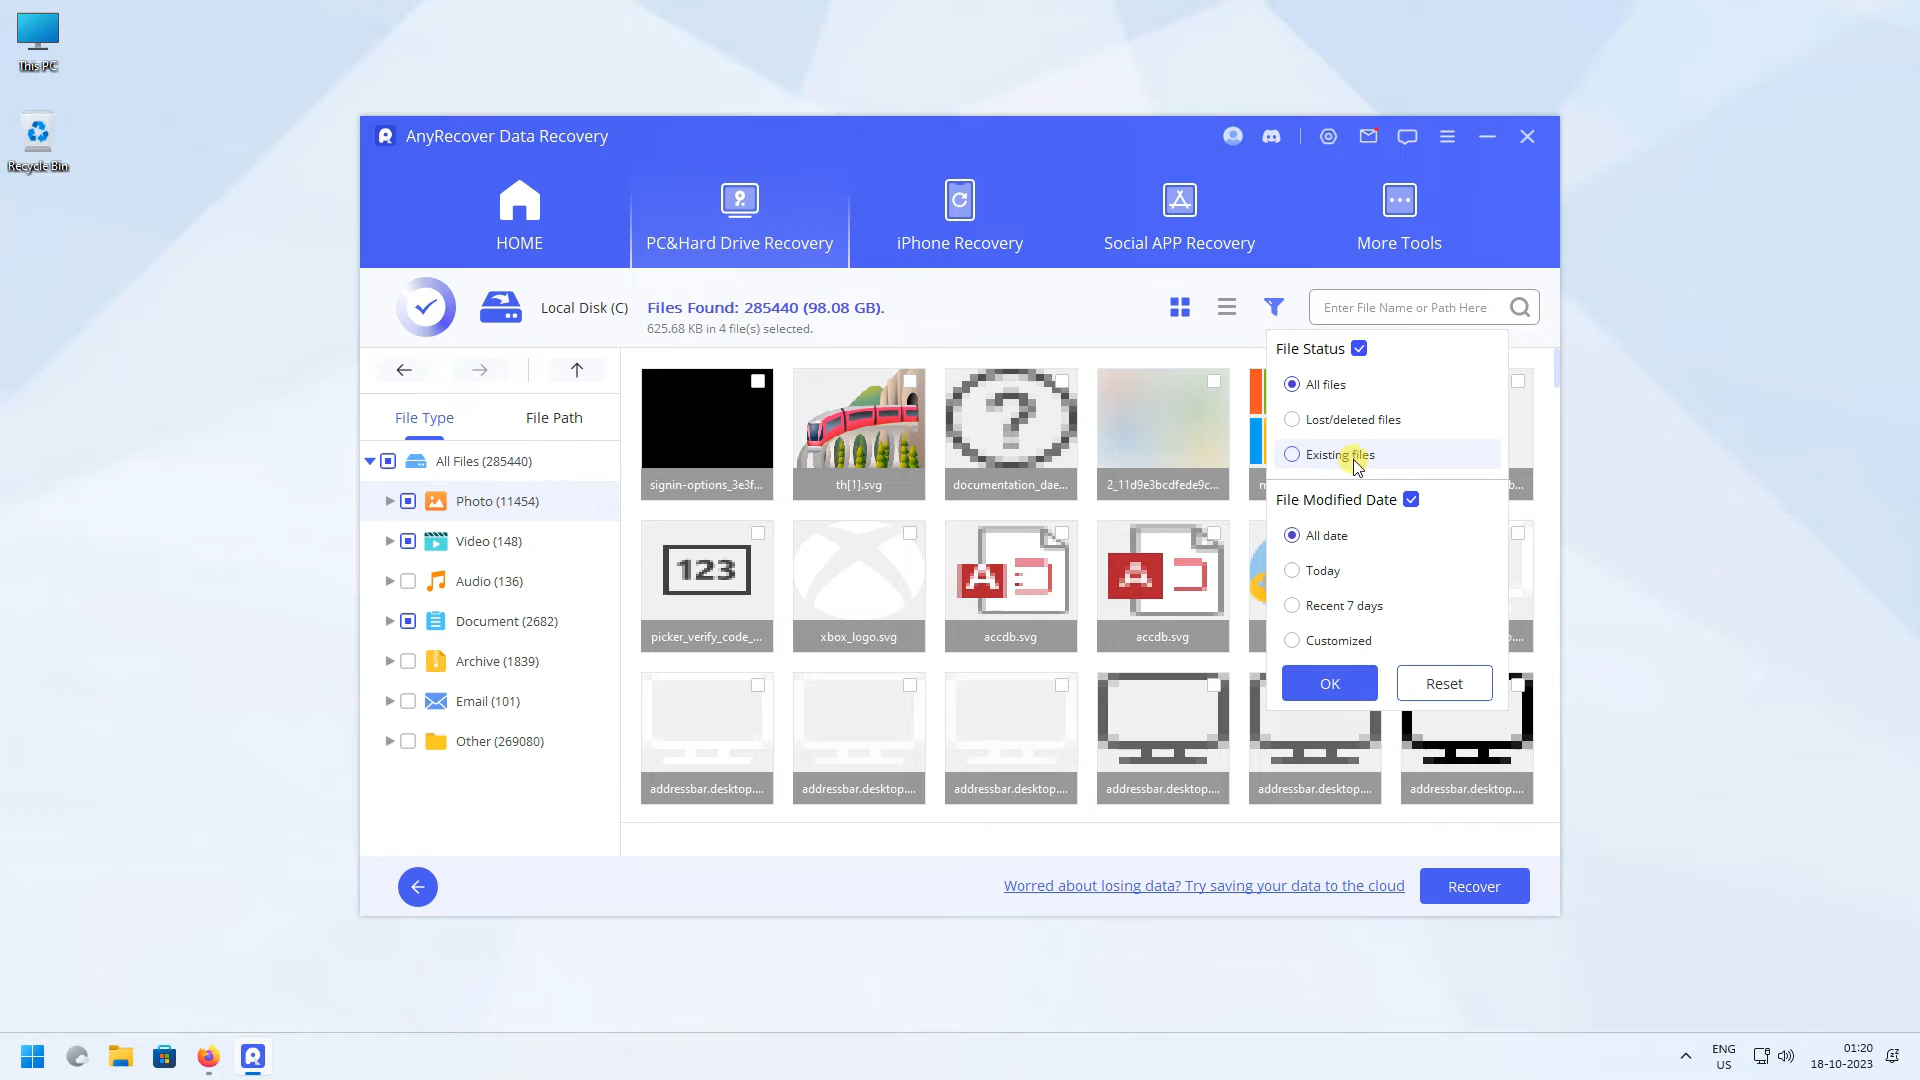 This PC
Recycle Bin
AnyRecover Data Recovery
HOME
PC&Hard Drive Recovery
iPhone Recovery
Social APP Recovery
More Tools
Local Disk (C)
Files Found: 285440 (98.08 GB).
625.68 KB in 4 file(s) selected.
Enter File Name or Path Here
File Type
File Path
All Files (285440)
Photo (11454)
Video (148)
Audio (136)
Document (2682)
Archive (1839)
Email (101)
Other (269080)
signin-options_3e3f...
th[1].svg
documentation_dae...
2_11d9e3bcdfede9c...
123
picker_verify_code_...
xbox_logo.svg
A
accdb.svg
A
accdb.svg
addressbar.desktop....
addressbar.desktop....
addressbar.desktop....
addressbar.desktop....
addressbar.desktop....
addressbar.desktop....
File Status
All files
Lost/deleted files
Existing files
File Modified Date
All date
Today
Recent 7 days
Customized
OK
Reset
Worred about losing data? Try saving your data to the cloud
Recover
ENG
US
01:20
18-10-2023